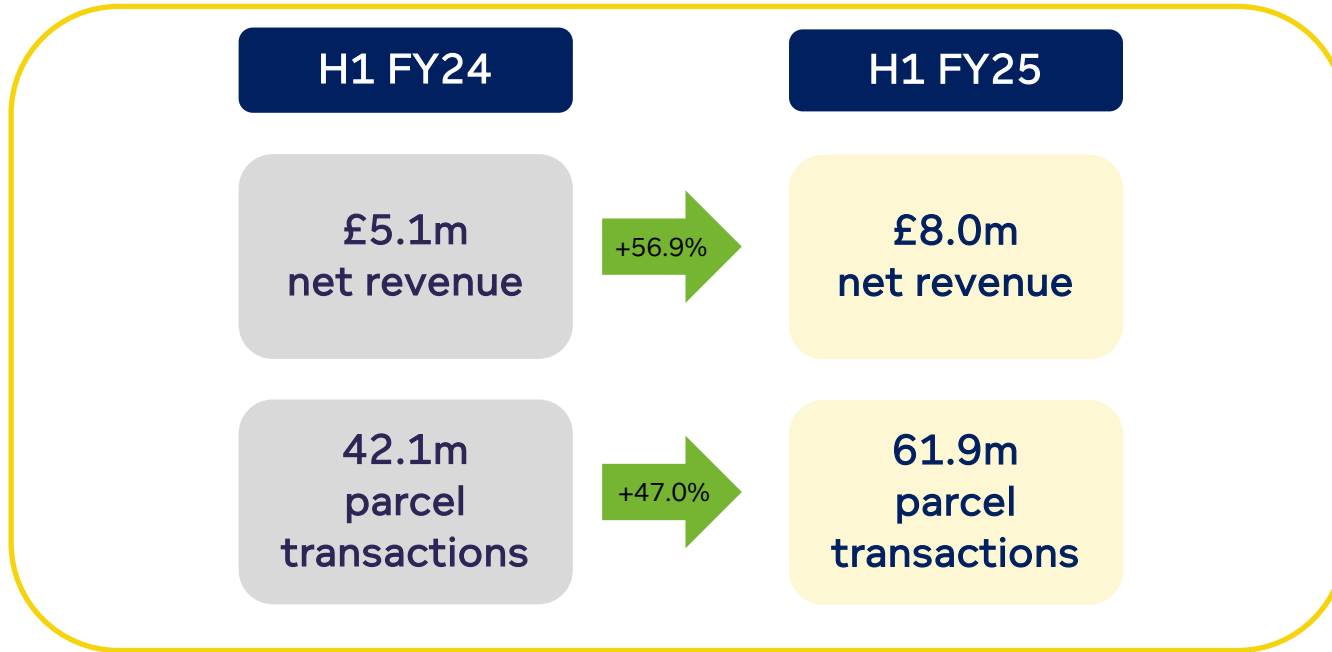 H1 FY24
H1 FY25
£5.1m
net revenue
+56.9%
£8.0m
net revenue
42.1m
parcel
transactions
+47.0%
61.9m
parcel
transactions